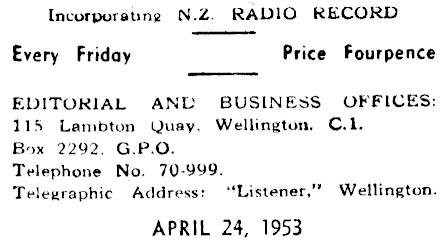 Incorporating N.Z. RADIO RECORD
Every Friday Price Fourpence
EDITORIAL AND BUSINESS OFFICES:
115 Lambton Quay, Wellington, C.1.
Box 2292, G.P.O.
Telephone No. 70-999.
Telegraphic Address: "Listener," Wellington.
APRIL 24, 1953